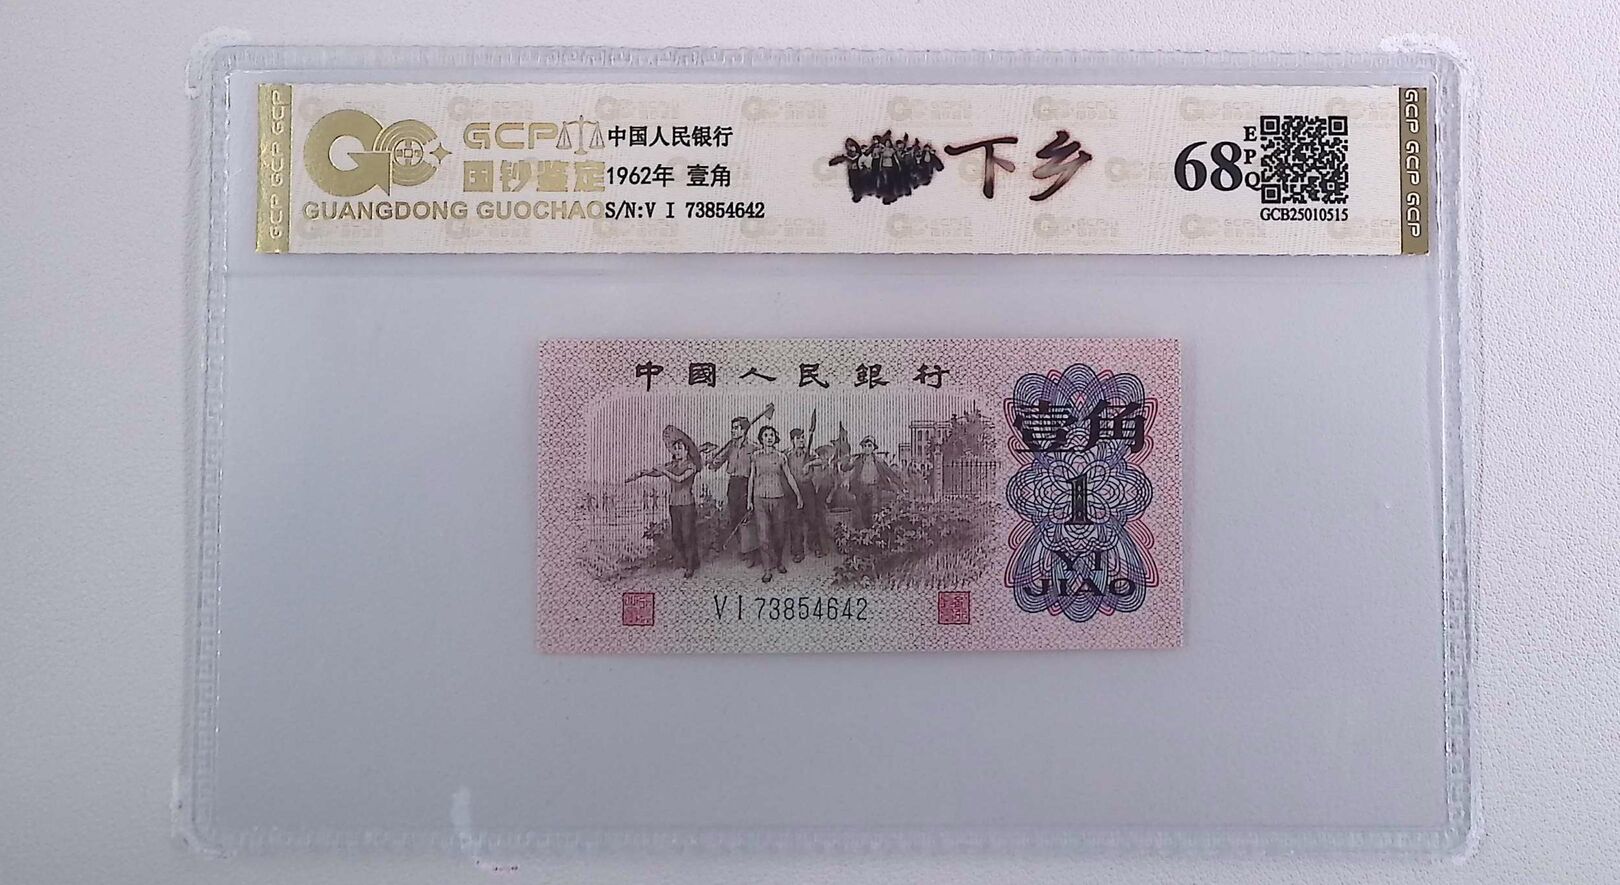 GCP GCP GCP
GCP
国钞鉴定
GUANGDONG GUOCHAO
中国人民银行
1962年 壹角
S/N:V I 73854642
下乡
68
EPQ
GCB25010515
GCP GCP GCP
中國人民銀行
壹角
1
YI
JIAO
V I 73854642